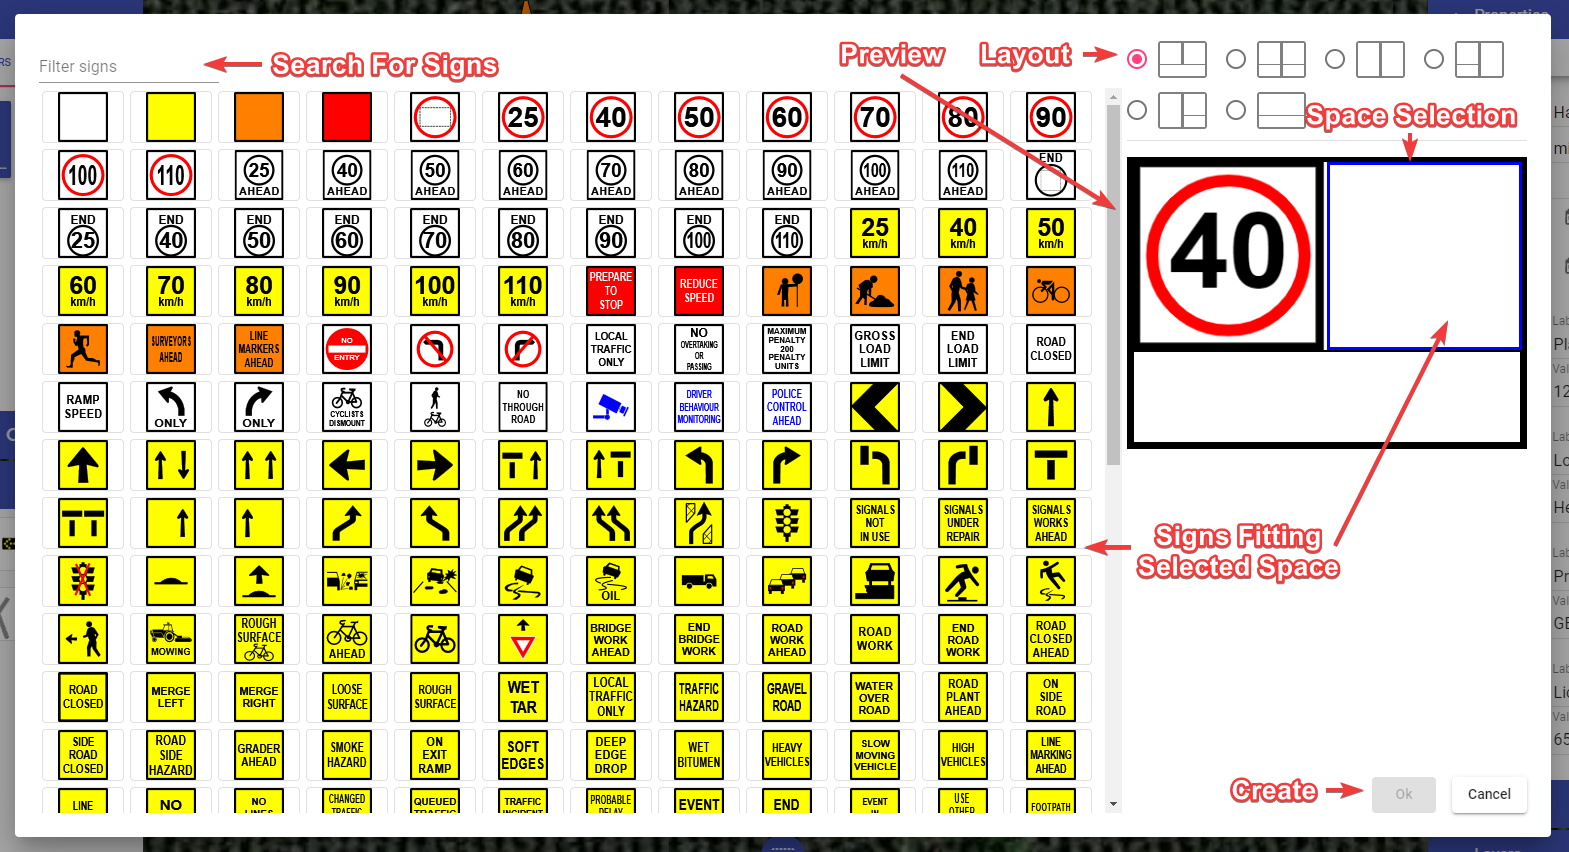 Properties
Filter signs
Search For Signs
Preview
Layout
Space Selection
25 40 50 60 70 80 90
100 110
25 AHEAD
40 AHEAD
50 AHEAD
60 AHEAD
70 AHEAD
80 AHEAD
90 AHEAD
100 AHEAD
110 AHEAD
END
END 25
END 40
END 50
END 60
END 70
END 80
END 90
END 100
END 110
25 km/h
40 km/h
50 km/h
60 km/h
70 km/h
80 km/h
90 km/h
100 km/h
110 km/h
PREPARE
TO
STOP
REDUCE
SPEED
SURVEYORS
AHEAD
LINE
MARKERS
AHEAD
NO
ENTRY
LOCAL
TRAFFIC
ONLY
NO
OVERTAKING
OR
PASSING
MAXIMUM
PENALTY
200
PENALTY
UNITS
GROSS
LOAD
LIMIT
END
LOAD
LIMIT
ROAD
CLOSED
RAMP
SPEED
ONLY
ONLY
CYCLISTS
DISMOUNT
NO
THROUGH
ROAD
DRIVER
BEHAVIOUR
MONITORING
POLICE
CONTROL
AHEAD
SIGNALS
NOT
IN USE
SIGNALS
UNDER
REPAIR
SIGNALS
WORKS
AHEAD
OIL
MOWING
ROUGH
SURFACE
AHEAD
BRIDGE
WORK
AHEAD
END
BRIDGE
WORK
ROAD
WORK
AHEAD
ROAD
WORK
END
ROAD
WORK
ROAD
CLOSED
AHEAD
ROAD
CLOSED
MERGE
LEFT
MERGE
RIGHT
LOOSE
SURFACE
ROUGH
SURFACE
WET
TAR
LOCAL
TRAFFIC
ONLY
TRAFFIC
HAZARD
GRAVEL
ROAD
WATER
OVER
ROAD
ROAD
PLANT
AHEAD
ON
SIDE
ROAD
SIDE
ROAD
CLOSED
ROAD
SIDE
HAZARD
GRADER
AHEAD
SMOKE
HAZARD
ON
EXIT
RAMP
SOFT
EDGES
DEEP
EDGE
DROP
WET
BITUMEN
HEAVY
VEHICLES
SLOW
MOVING
VEHICLE
HIGH
VEHICLES
LINE
MARKING
AHEAD
LINE
NO
NO
LINES
CHANGED
TRAFFIC
QUEUED
TRAFFIC
TRAFFIC
INCIDENT
PROBABLE
DELAY
EVENT
END
EVENT
IN
USE
OTHER
FOOTPATH
40
Signs Fitting
Selected Space
Create
Ok
Cancel